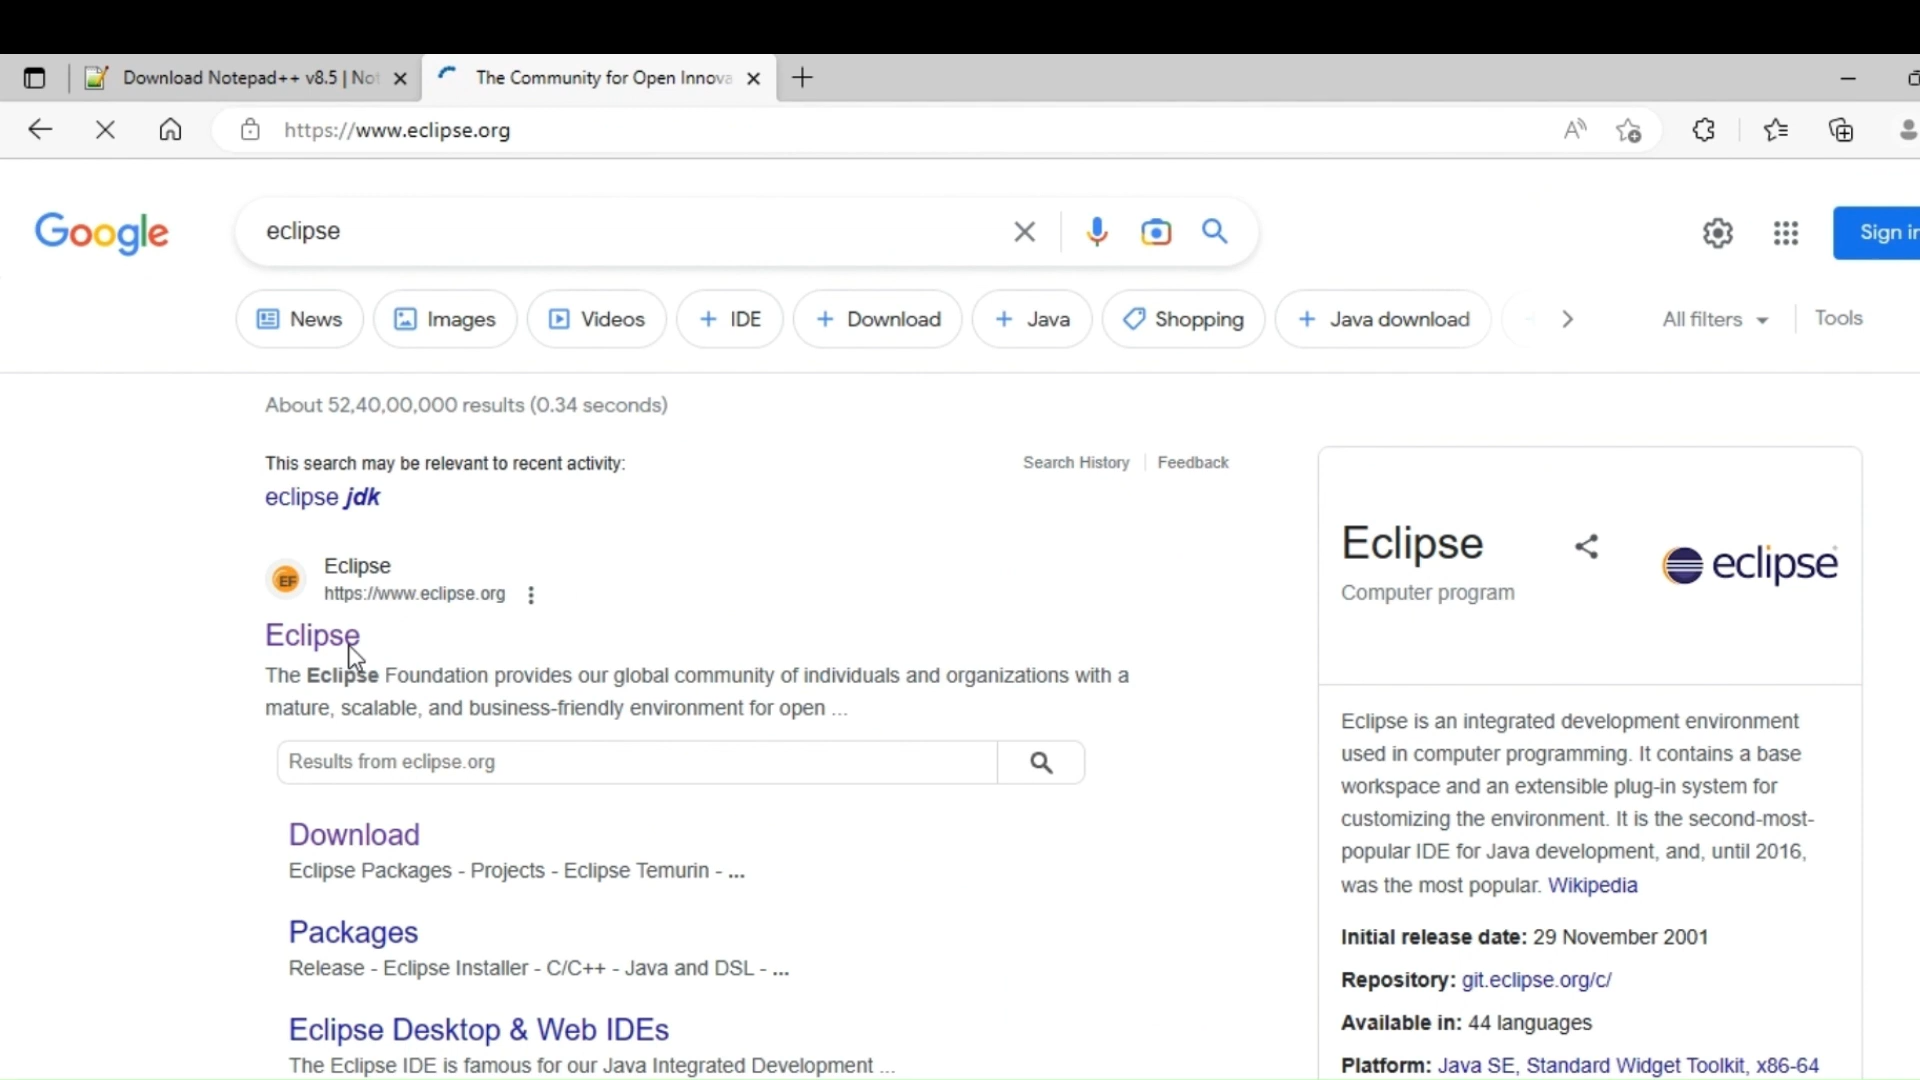 Download Notepad++ v8.5 | Not
The Community for Open Innova
https://www.eclipse.org
Google
eclipse
Sign in
News
Images
Videos
+ IDE
+ Download
+ Java
Shopping
+ Java download
All filters
Tools
About 52,40,00,000 results (0.34 seconds)
This search may be relevant to recent activity:
Search History
Feedback
eclipse jdk
EF
Eclipse
https://www.eclipse.org
Eclipse
The Eclipse Foundation provides our global community of individuals and organizations with a
mature, scalable, and business-friendly environment for open ...
Results from eclipse.org
Download
Eclipse Packages - Projects - Eclipse Temurin - ...
Packages
Release - Eclipse Installer - C/C++ - Java and DSL - ...
Eclipse Desktop & Web IDEs
The Eclipse IDE is famous for our Java Integrated Development ...
Eclipse
eclipse
Computer program
Eclipse is an integrated development environment
used in computer programming. It contains a base
workspace and an extensible plug-in system for
customizing the environment. It is the second-most-
popular IDE for Java development, and, until 2016,
was the most popular. Wikipedia
Initial release date: 29 November 2001
Repository: git.eclipse.org/c/
Available in: 44 languages
Platform: Java SE, Standard Widget Toolkit, x86-64